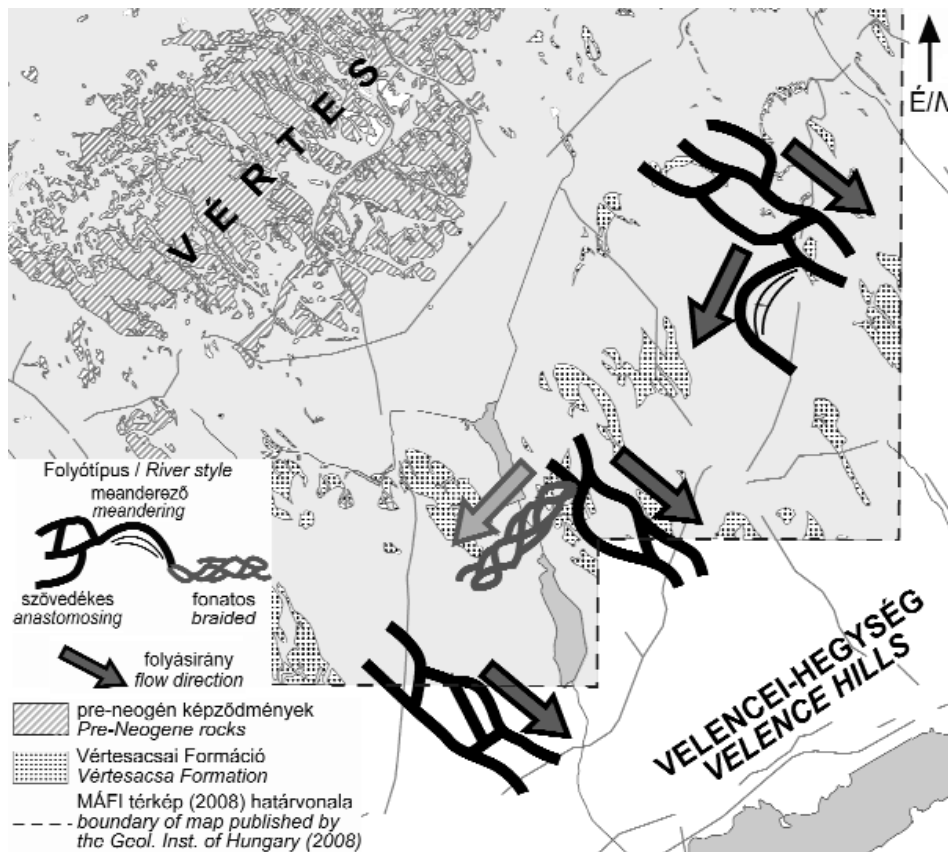 VÉRTES
É/N
Folyótípus / River style
meanderező
meandering
szövedékes
anastomosing
fonatos
braided
folyásirány
flow direction
pre-neogén képződmények
Pre-Neogene rocks
Vértesacsai Formáció
Vértesacsa Formation
MÁFI térkép (2008) határvonala
boundary of map published by
the Geol. Inst. of Hungary (2008)
VELENCEI-HEGYSÉG
VELENCE HILLS